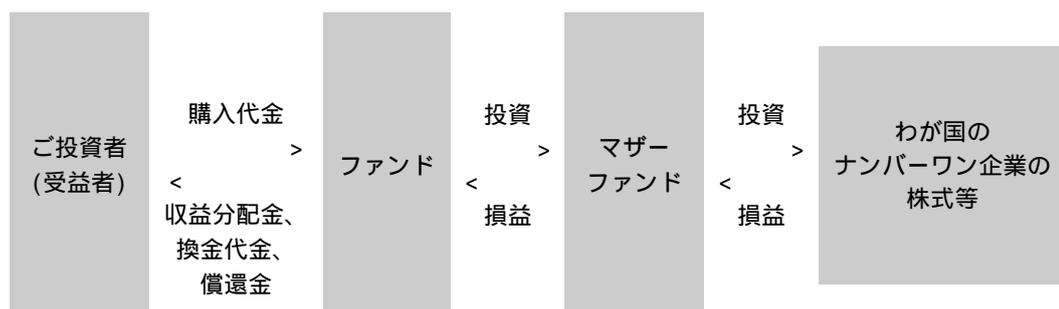 ご投資者
(受益者)
購入代金
>
<
収益分配金、
換金代金、
償還金
ファンド
投資
>
<
損益
マザー
ファンド
投資
>
<
損益
わが国の
ナンバーワン企業の
株式等